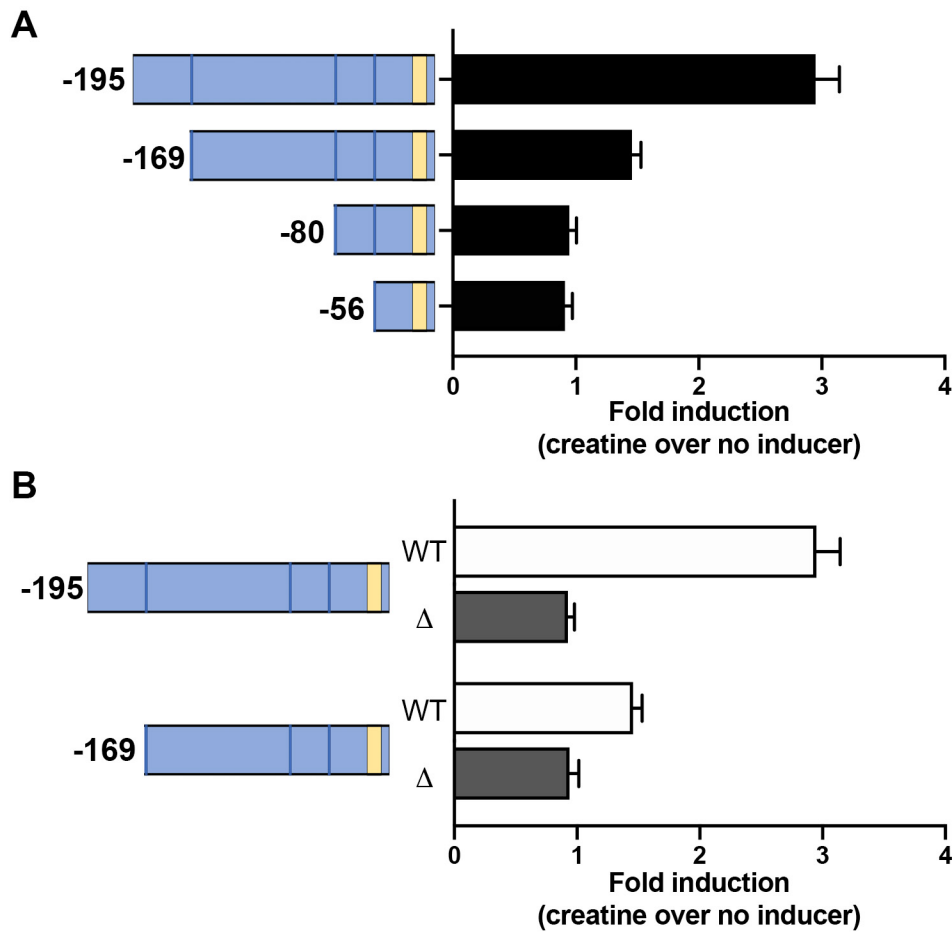 A
-195
-169
-80
-56
0 1 2 3 4
Fold induction
(creatine over no inducer)
B
WT
-195
Δ
WT
-169
Δ
0 1 2 3 4
Fold induction
(creatine over no inducer)